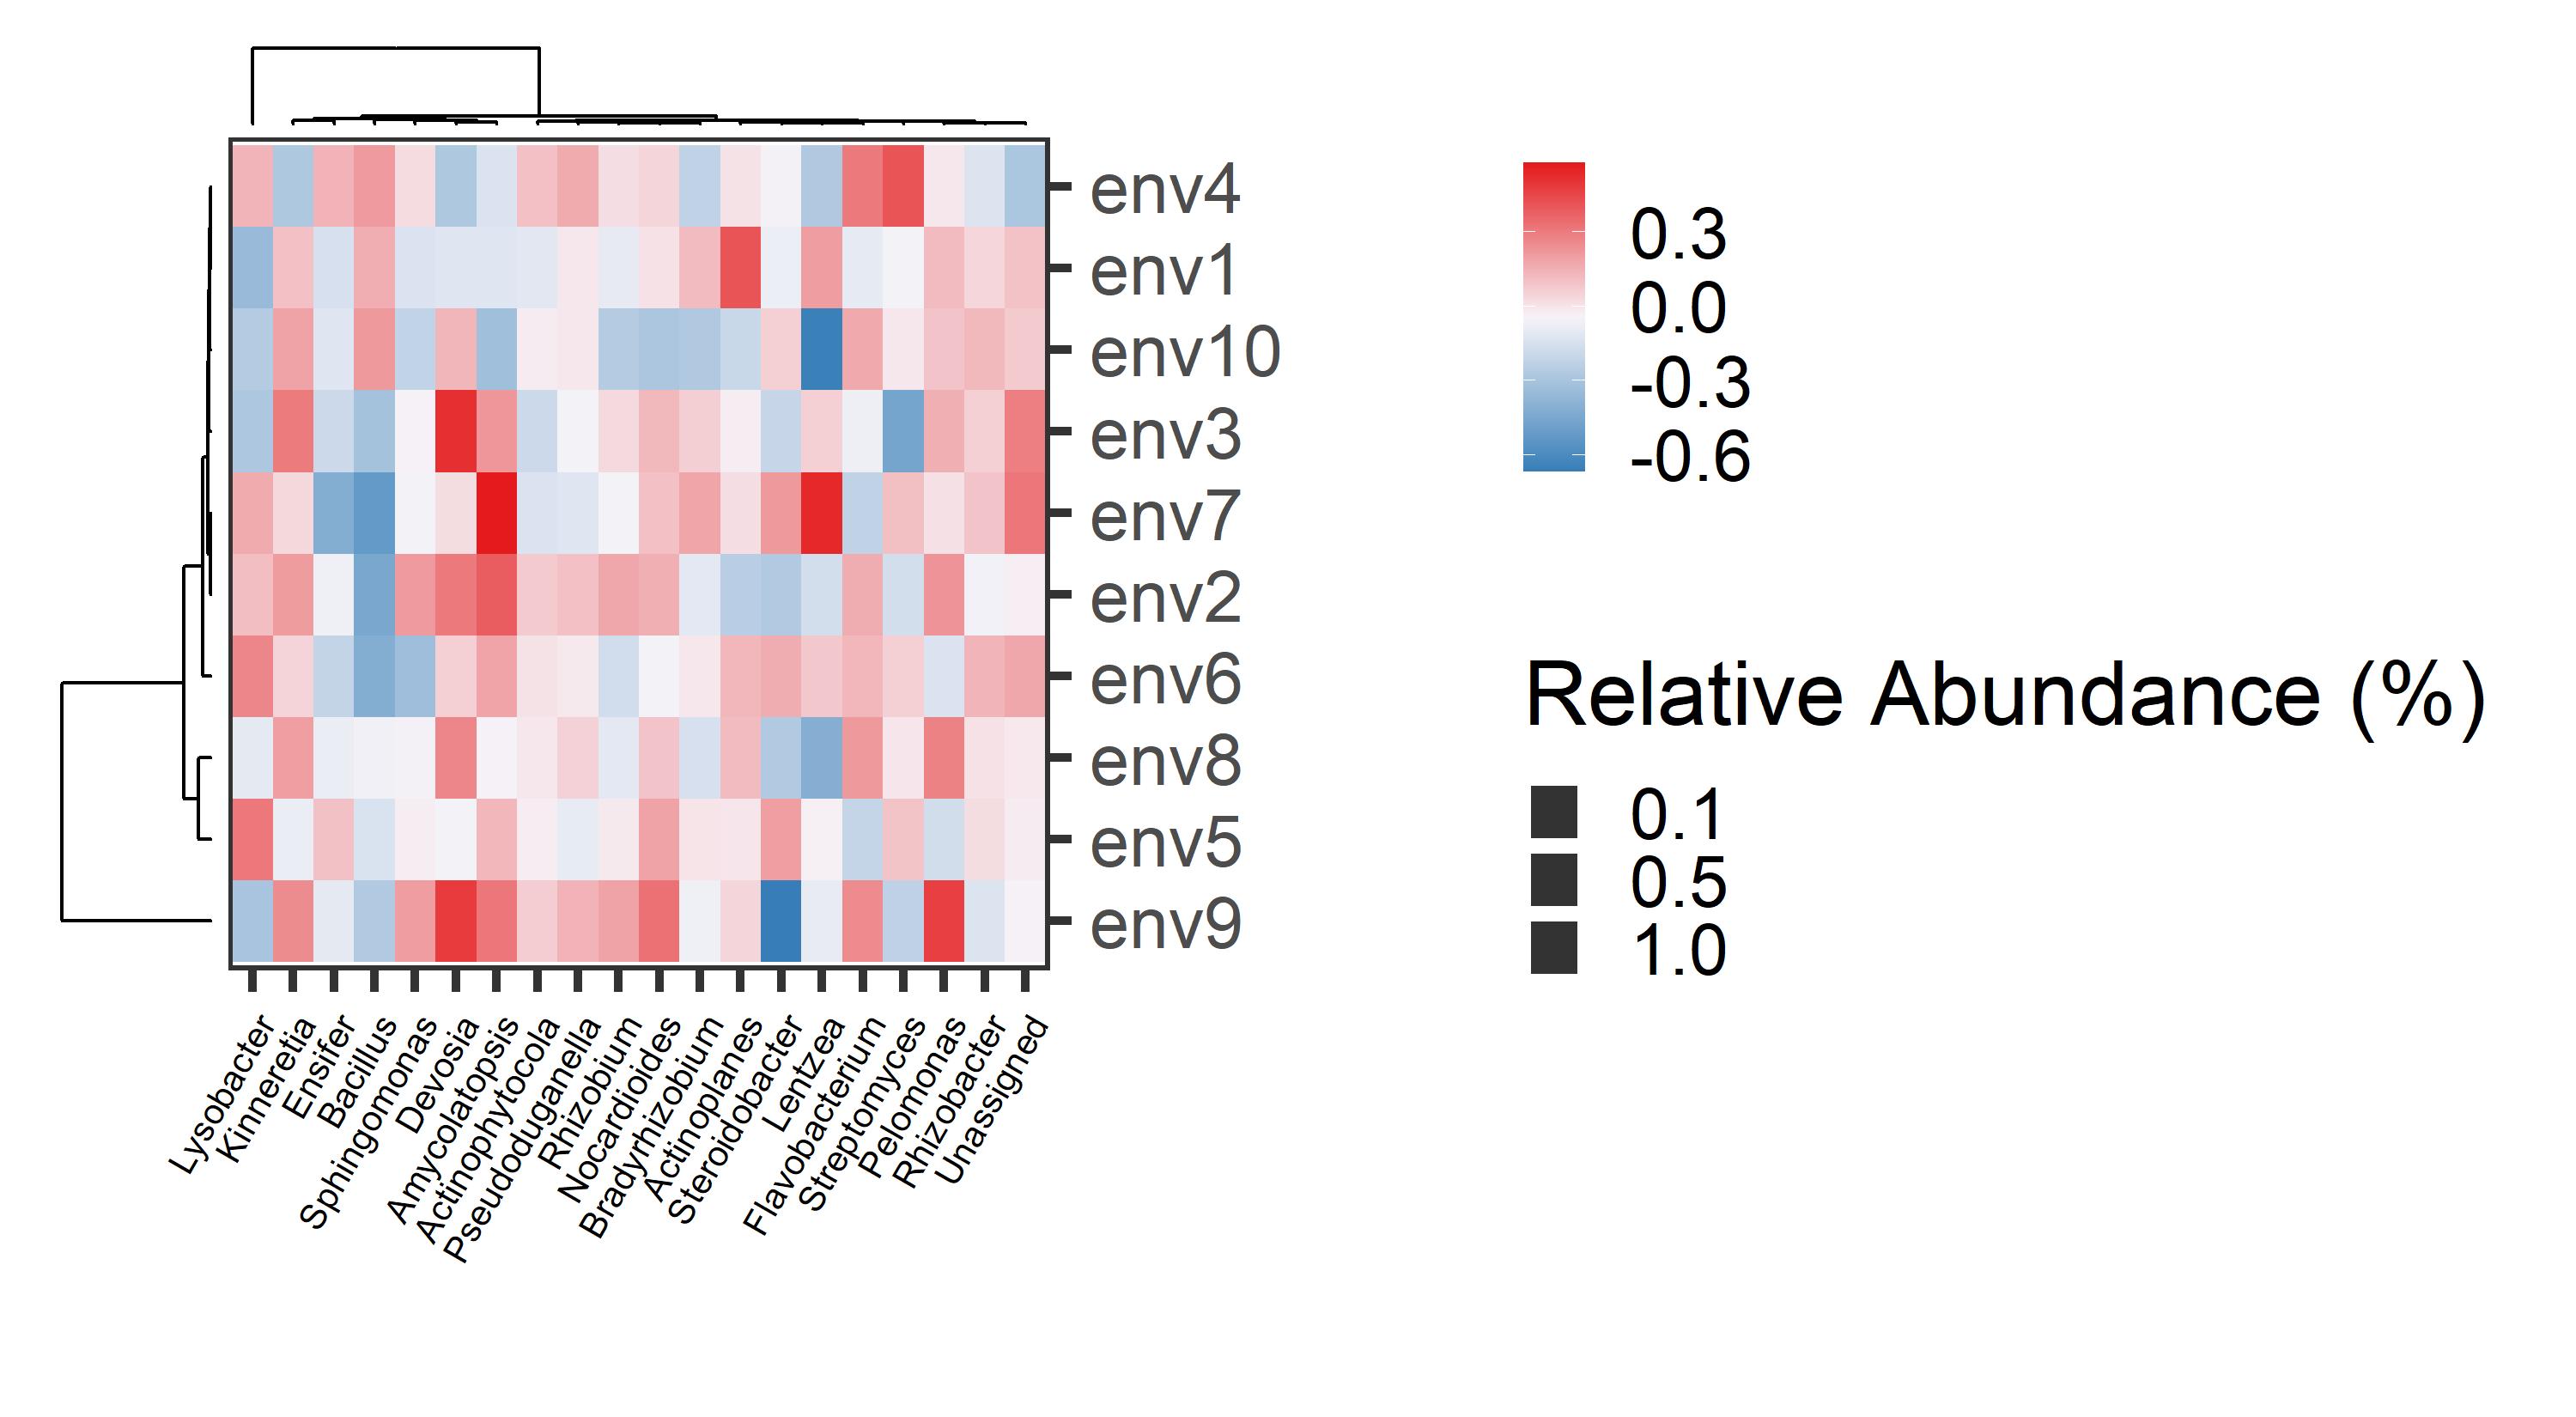 env4
env1
env10
env3
env7
env2
env6
env8
env5
env9
Lysobacter
Kinneretia
Ensifer
Bacillus
Sphingomonas
Devosia
Amycolatopsis
Actinophytocola
Pseudoduganella
Rhizobium
Nocardioides
Bradyrhizobium
Actinoplanes
Steroidobacter
Lentzea
Flavobacterium
Streptomyces
Pelomonas
Rhizobacter
Unassigned
0.3
0.0
-0.3
-0.6
Relative Abundance (%)
0.1
0.5
1.0